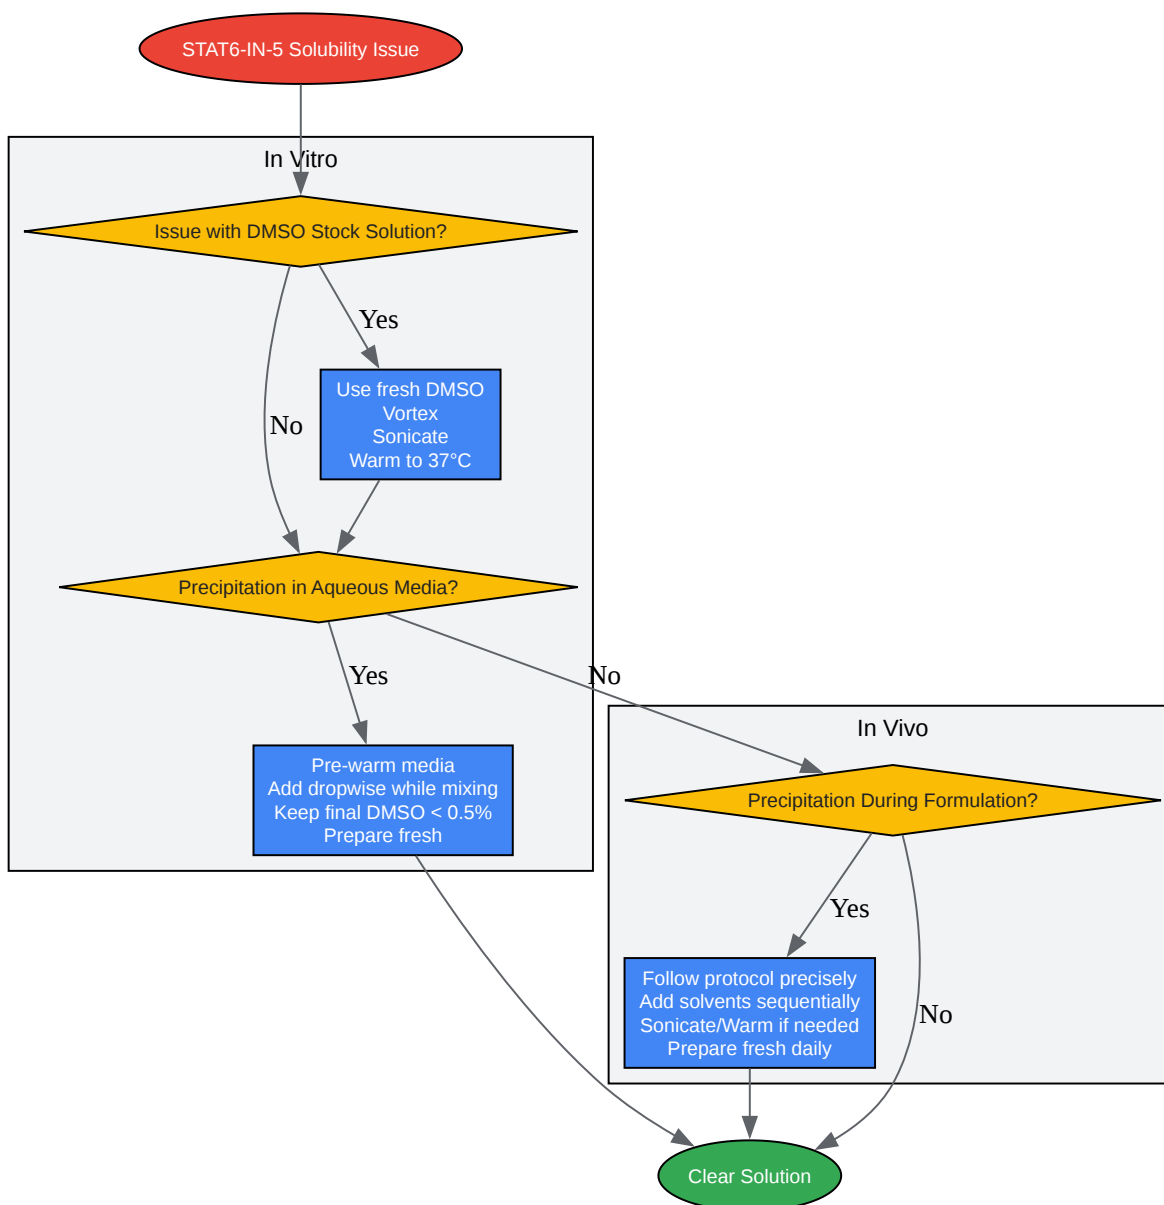 STAT6-IN-5 Solubility Issue
In Vitro
Issue with DMSO Stock Solution?
Yes
Use fresh DMSO
Vortex
Sonicate
Warm to 37°C
No
Precipitation in Aqueous Media?
Yes
No
Pre-warm media
Add dropwise while mixing
Keep final DMSO < 0.5%
Prepare fresh
In Vivo
Precipitation During Formulation?
Yes
Follow protocol precisely
Add solvents sequentially
Sonicate/Warm if needed
Prepare fresh daily
No
Clear Solution